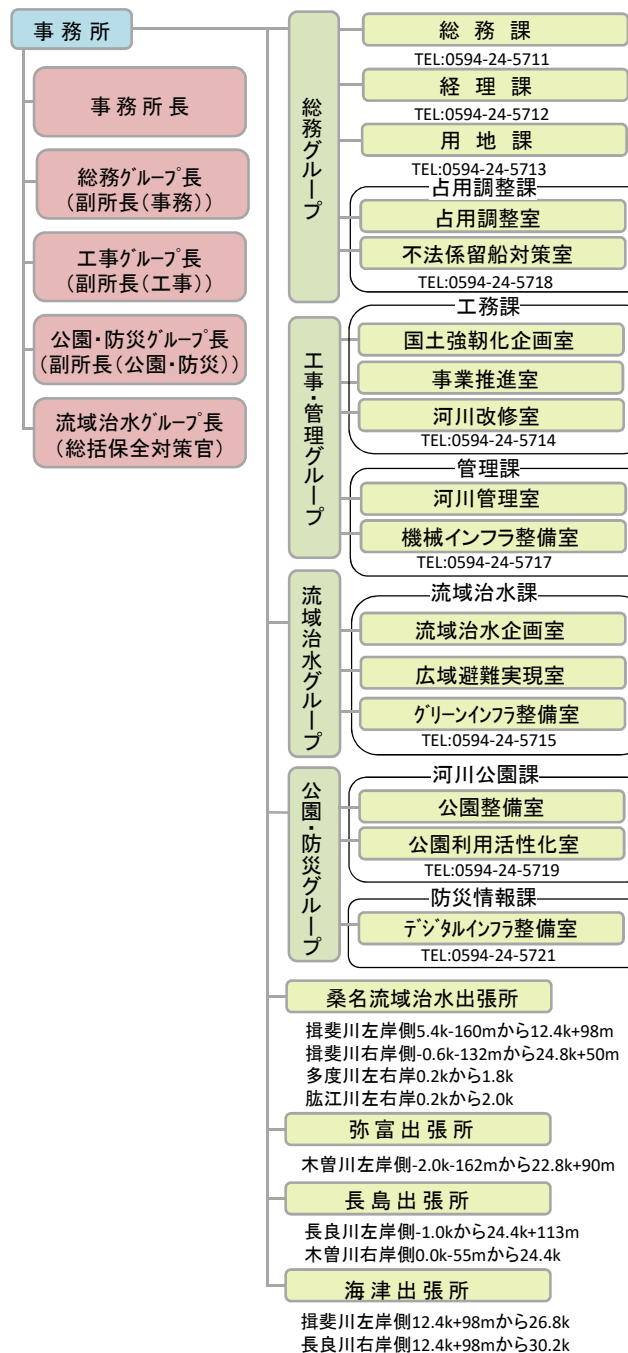 事務所
事務所長
総務グループ長
(副所長(事務))
工事グループ長
(副所長(工事))
公園・防災グループ長
(副所長(公園・防災))
流域治水グループ長
(総括保全対策官)
総務グループ
総務課
TEL:0594-24-5711
経理課
TEL:0594-24-5712
用地課
TEL:0594-24-5713
占用調整課
占用調整室
不法係留船対策室
TEL:0594-24-5718
工事・管理グループ
工務課
国土強靭化企画室
事業推進室
河川改修室
TEL:0594-24-5714
管理課
河川管理室
機械インフラ整備室
TEL:0594-24-5717
流域治水グループ
流域治水課
流域治水企画室
広域避難実現室
グリーンインフラ整備室
TEL:0594-24-5715
公園・防災グループ
河川公園課
公園整備室
公園利用活性化室
TEL:0594-24-5719
防災情報課
デジタルインフラ整備室
TEL:0594-24-5721
桑名流域治水出張所
揖斐川左岸側5.4k-160mから12.4k+98m
揖斐川右岸側-0.6k-132mから24.8k+50m
多度川左右岸0.2kから1.8k
肱江川左右岸0.2kから2.0k
弥富出張所
木曽川左岸側-2.0k-162mから22.8k+90m
長島出張所
長良川左岸側-1.0kから24.4k+113m
木曽川右岸側0.0k-55mから24.4k
海津出張所
揖斐川左岸側12.4k+98mから26.8k
長良川右岸側12.4k+98mから30.2k